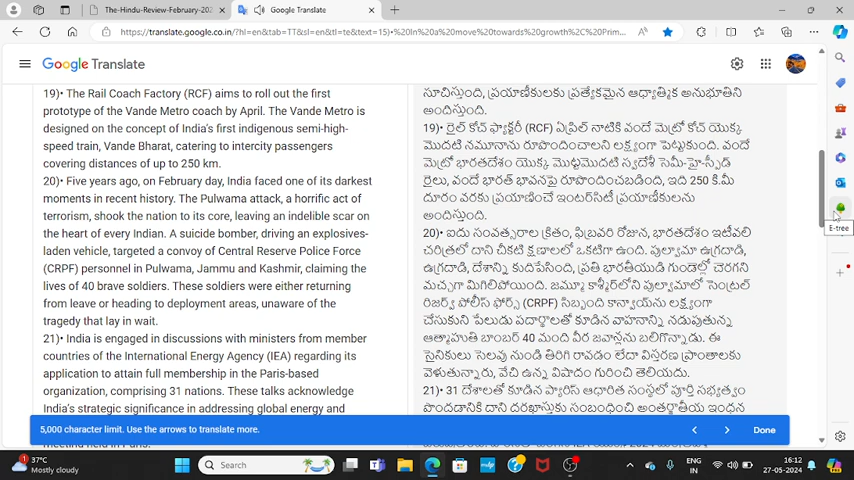 The-Hindu-Review-February-202
Google Translate
https://translate.google.co.in/?hl=en&tab=TT&sl=en&tl=te&text=15)•%20In%20a%20move%20towards%20growth%2C%20Prim...
Google Translate
19)• The Rail Coach Factory (RCF) aims to roll out the first
prototype of the Vande Metro coach by April. The Vande Metro is
designed on the concept of India's first indigenous semi-high-
speed train, Vande Bharat, catering to intercity passengers
covering distances of up to 250 km.
20)• Five years ago, on February day, India faced one of its darkest
moments in recent history. The Pulwama attack, a horrific act of
terrorism, shook the nation to its core, leaving an indelible scar on
the heart of every Indian. A suicide bomber, driving an explosives-
laden vehicle, targeted a convoy of Central Reserve Police Force
(CRPF) personnel in Pulwama, Jammu and Kashmir, claiming the
lives of 40 brave soldiers. These soldiers were either returning
from leave or heading to deployment areas, unaware of the
tragedy that lay in wait.
21)• India is engaged in discussions with ministers from member
countries of the International Energy Agency (IEA) regarding its
application to attain full membership in the Paris-based
organization, comprising 31 nations. These talks acknowledge
India's strategic significance in addressing global energy and
సూచిస్తుంది, ప్రయాణీకులకు ప్రత్యేకమైన ఆధ్యాత్మిక అనుభూతిని
అందిస్తుంది.
19)• రైల్ కోచ్ ఫ్యాక్టరీ (RCF) ఏప్రిల్ నాటికి వందే మెట్రో కోచ్ యొక్క
మొదటి నమూనాను రూపొందించాలని లక్ష్యంగా పెట్టుకుంది. వందే
మెట్రో భారతదేశం యొక్క మొట్టమొదటి స్వదేశీ సెమీ-హై-స్పీడ్
రైలు, వందే భారత్ భావనపై రూపొందించబడింది, ఇది 250 కి.మీ
దూరం వరకు ప్రయాణించే ఇంటర్‌సిటీ ప్రయాణీకులను
అందిస్తుంది.
20)• ఐదు సంవత్సరాల క్రితం, ఫిబ్రవరి రోజున, భారతదేశం ఇటీవలి
చరిత్రలో దాని చీకటి క్షణాలలో ఒకటిగా ఉంది. పుల్వామా ఉగ్రదాడి,
ఉగ్రదాడి, దేశాన్ని కుదిపేసింది, ప్రతి భారతీయుడి గుండెల్లో చెరగని
మచ్చగా మిగిలిపోయింది. జమ్మూ కాశ్మీర్‌లోని పుల్వామాలో సెంట్రల్
రిజర్వ్ పోలీస్ ఫోర్స్ (CRPF) సిబ్బంది కాన్వాయ్‌ను లక్ష్యంగా
చేసుకుని పేలుడు పదార్థాలతో కూడిన వాహనాన్ని నడుపుతున్న
ఆత్మాహుతి బాంబర్ 40 మంది వీర జవాన్లను బలిగొన్నాడు. ఈ
సైనికులు సెలవు నుండి తిరిగి రావడం లేదా విస్తరణ ప్రాంతాలకు
వెళుతున్నారు, వేచి ఉన్న విషాదం గురించి తెలియదు.
21)• 31 దేశాలతో కూడిన ప్యారిస్ ఆధారిత సంస్థలో పూర్తి సభ్యత్వం
పొందడానికి దాని దరఖాస్తుకు సంబంధించి అంతర్జాతీయ ఇంధన
E-tree
5,000 character limit. Use the arrows to translate more.
Done
37°C
Mostly cloudy
Search
ENG
IN
16:12
27-05-2024